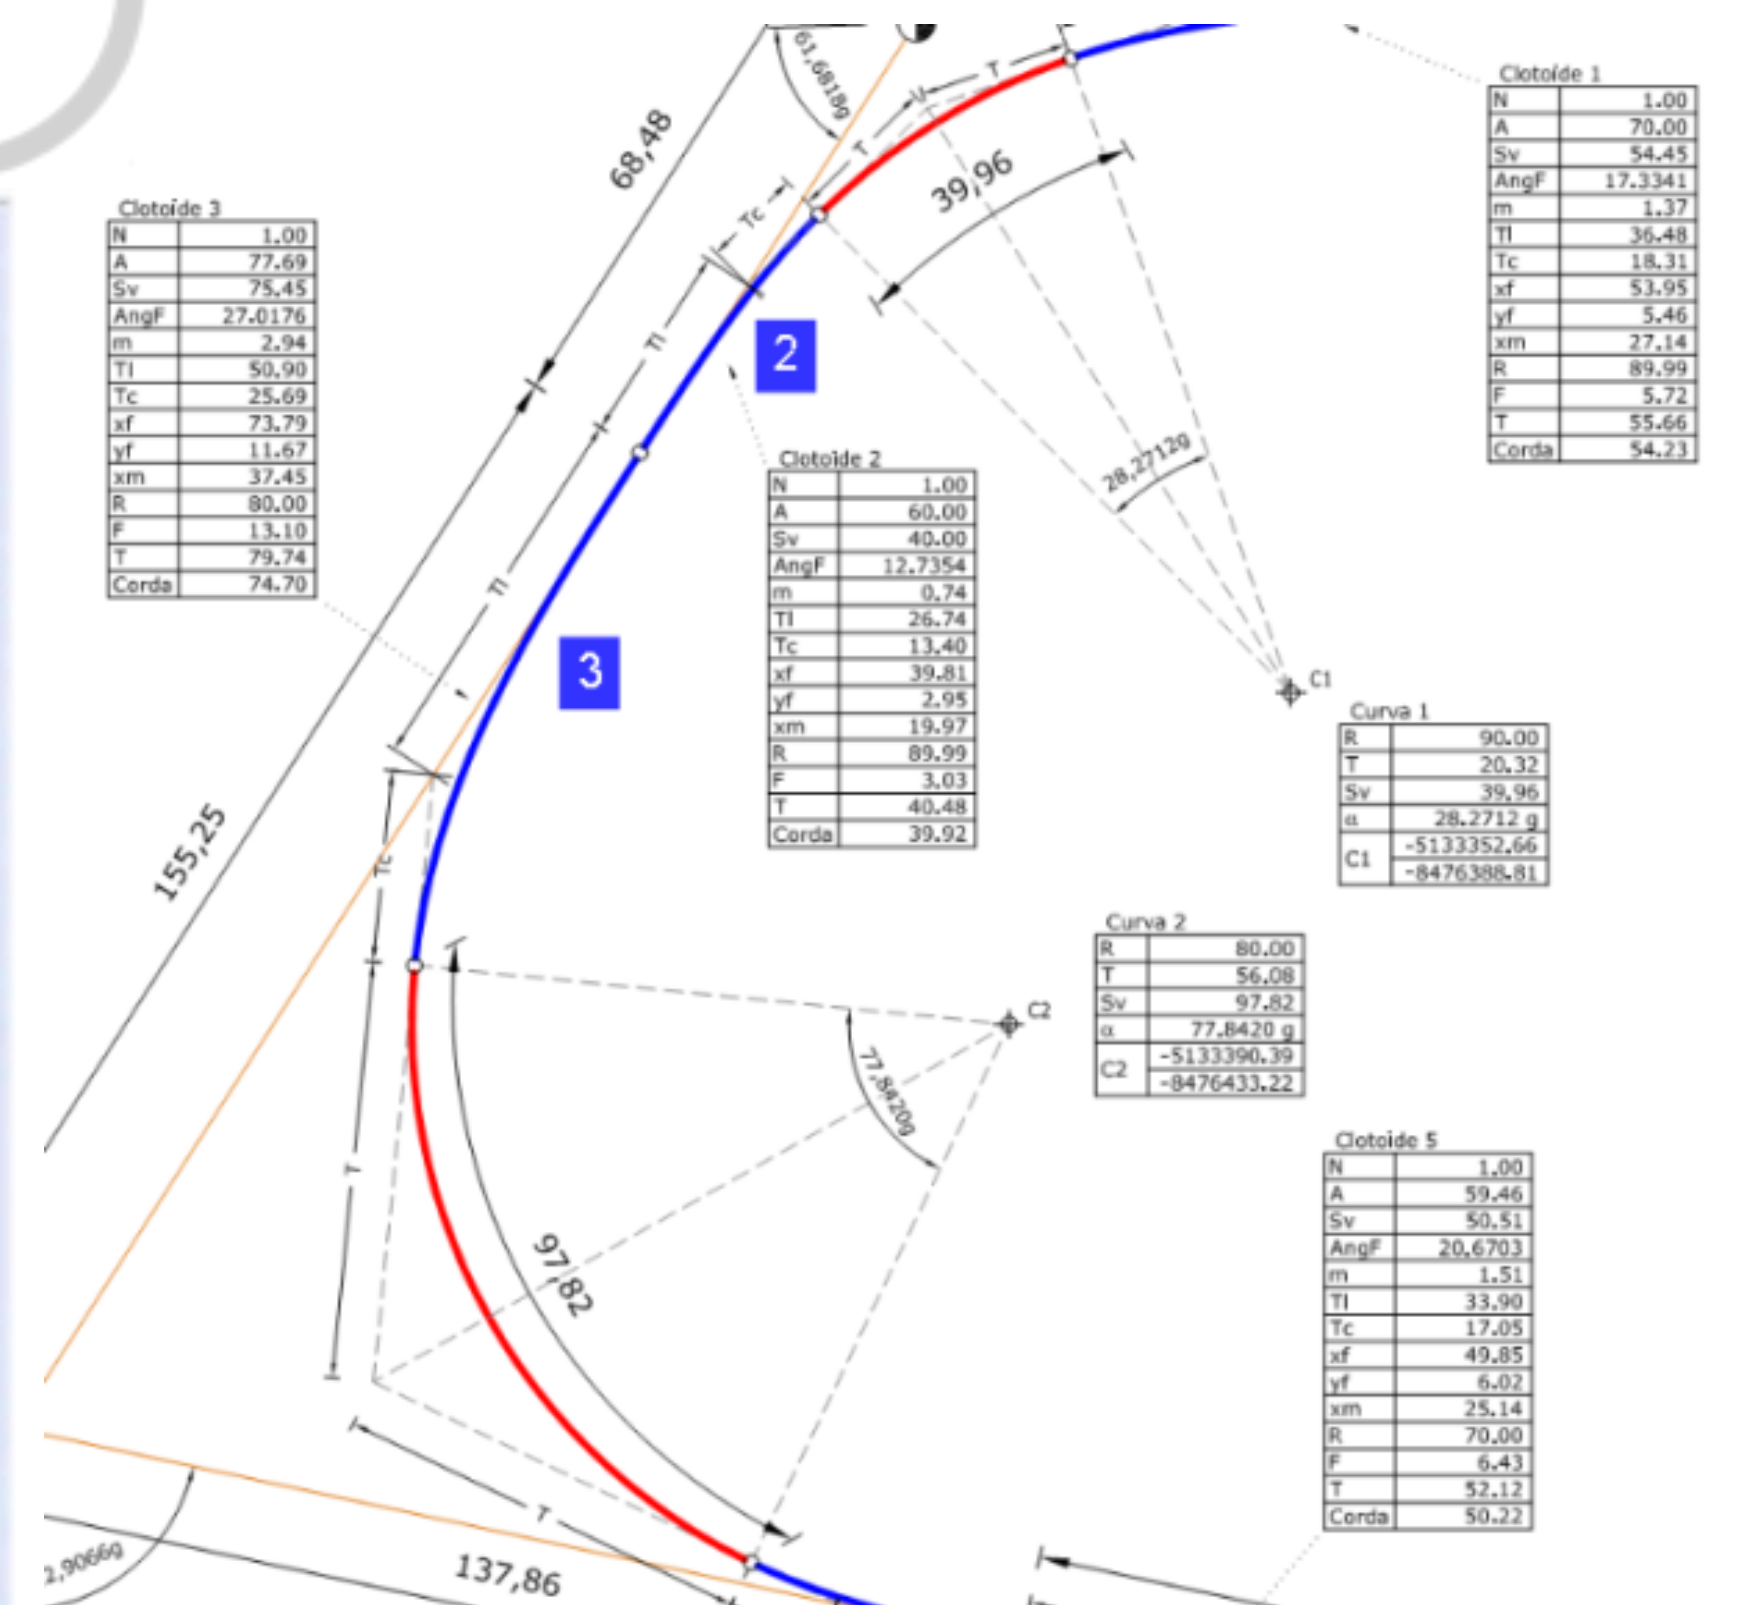 61,6818g
T
T
68,48
39,96
Tc
Tl
2
28,2712g
Clotoide 1
N 1.00
A 70.00
Sv 54.45
AngF 17.3341
m 1.37
Tl 36.48
Tc 18.31
xf 53.95
yf 5.46
xm 27.14
R 89.99
F 5.72
T 55.66
Corda 54.23
Clotoide 3
N 1.00
A 77.69
Sv 75.45
AngF 27.0176
m 2.94
Tl 50.90
Tc 25.69
xf 73.79
yf 11.67
xm 37.45
R 80.00
F 13.10
T 79.74
Corda 74.70
Clotoide 2
N 1.00
A 60.00
Sv 40.00
AngF 12.7354
m 0.74
Tl 26.74
Tc 13.40
xf 39.81
yf 2.95
xm 19.97
R 89.99
F 3.03
T 40.48
Corda 39.92
Tl
3
C1
Curva 1
R 90.00
T 20.32
Sv 39.96
α 28.2712 g
C1 -5133352.66
-8476388.81
155,25
Tc
C2
77,8420g
Curva 2
R 80.00
T 56.08
Sv 97.82
α 77.8420 g
C2 -5133390.39
-8476433.22
T
97,82
Clotoide 5
N 1.00
A 59.46
Sv 50.51
AngF 20.6703
m 1.51
Tl 33.90
Tc 17.05
xf 49.85
yf 6.02
xm 25.14
R 70.00
F 6.43
T 52.12
Corda 50.22
T
2,9066g
137,86